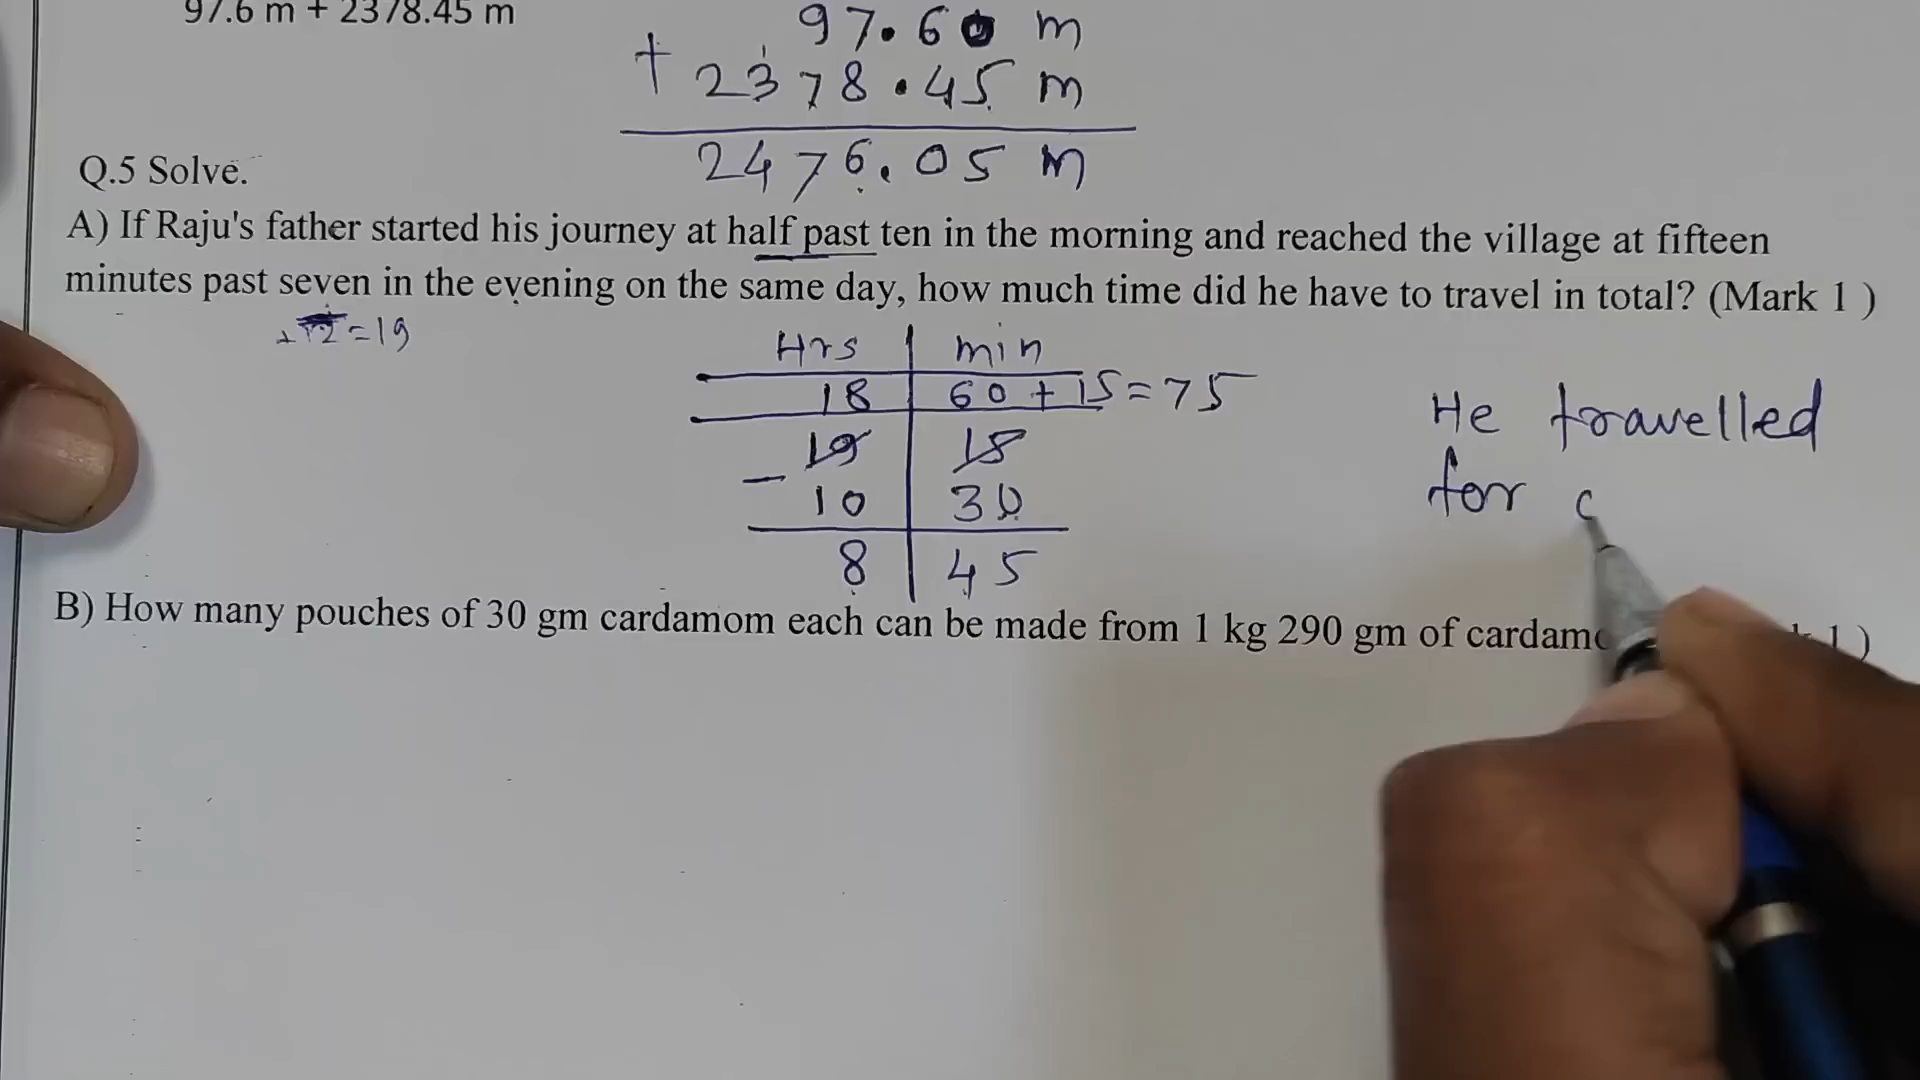 97.6 m + 2378.45 m
97.60 m
+ 2378.45 m
2476.05 m
Q.5 Solve.
A) If Raju's father started his journey at half past ten in the morning and reached the village at fifteen
minutes past seven in the evening on the same day, how much time did he have to travel in total? (Mark 1 )
+12=19
Hrs | min
18 | 60 + 15 = 75
19 | 15
- 10 | 30
8 | 45
He travelled
for
B) How many pouches of 30 gm cardamom each can be made from 1 kg 290 gm of
1 )